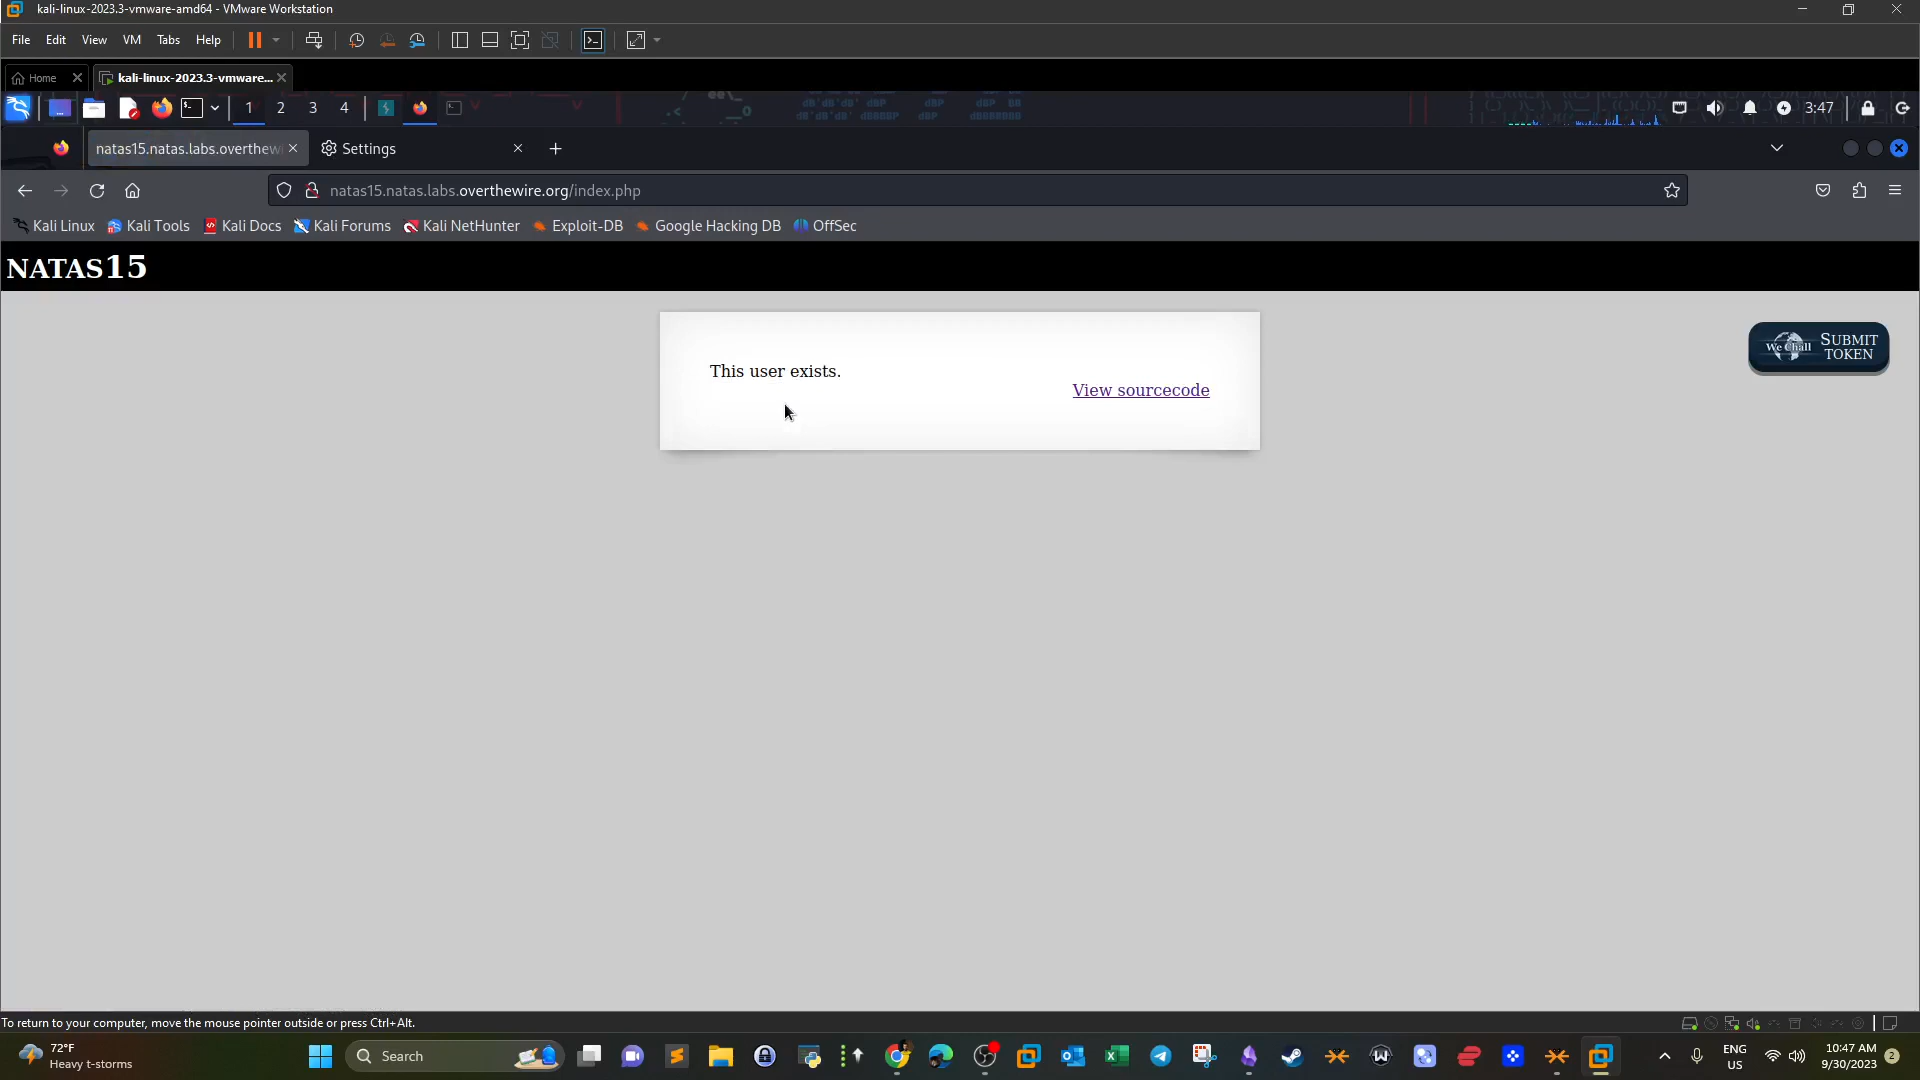 kali-linux-2023.3-vmware-amd64 - VMware Workstation
File Edit View VM Tabs Help
Home kali-linux-2023.3-vmware...
1 2 3 4 3:47
natas15.natas.labs.overthew Settings
natas15.natas.labs.overthewire.org/index.php
Kali Linux Kali Tools Kali Docs Kali Forums Kali NetHunter Exploit-DB Google Hacking DB OffSec
NATAS15
This user exists.
View sourcecode
We Chall SUBMIT TOKEN
To return to your computer, move the mouse pointer outside or press Ctrl+Alt.
72°F
Heavy t-storms
Search
ENG
US
10:47 AM
9/30/2023
2